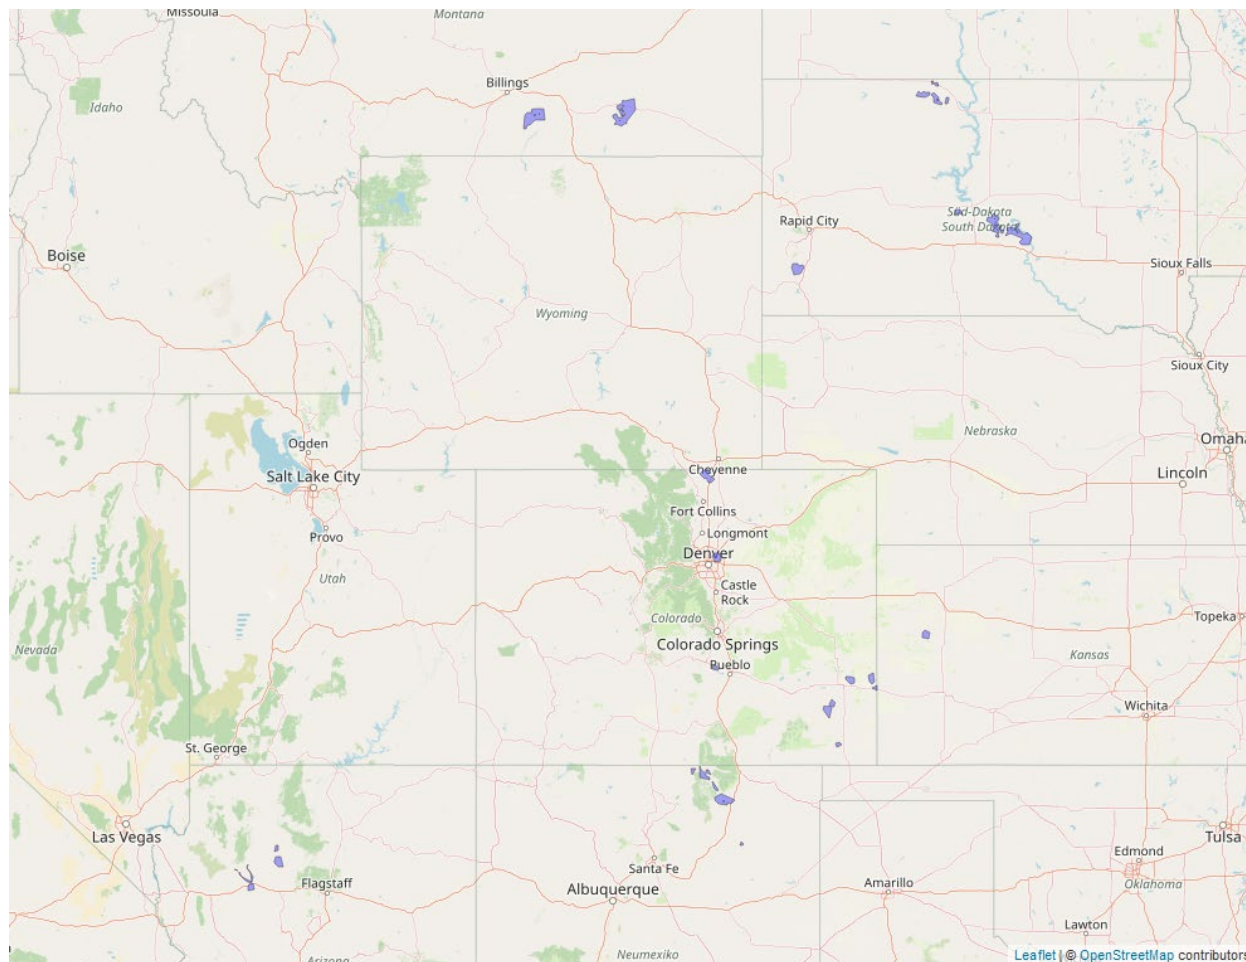 Missoula
Montana
Billings
Idaho
Rapid City
Süd-Dakota
South Dakota
Boise
Sioux Falls
Wyoming
Sioux City
Nebraska
Omaha
Ogden
Salt Lake City
Cheyenne
Lincoln
Fort Collins
Provo
Longmont
Denver
Utah
Castle
Rock
Colorado
Topeka
Nevada
Colorado Springs
Kansas
Pueblo
Wichita
St. George
Las Vegas
Tulsa
Edmond
Santa Fe
Flagstaff
Albuquerque
Amarillo
Oklahoma
Lawton
Neumexiko
Arizona
Leaflet | © OpenStreetMap contributors